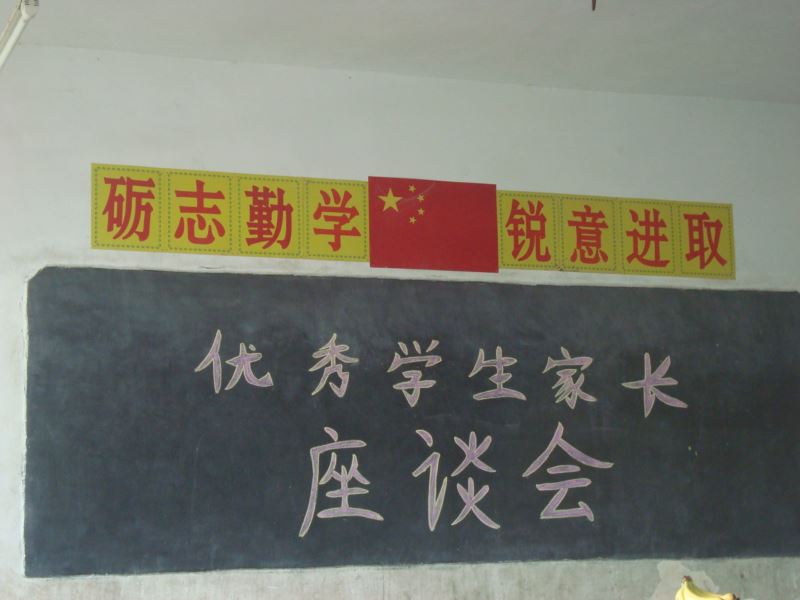 砺志勤学 锐意进取
优秀学生家长
座谈会